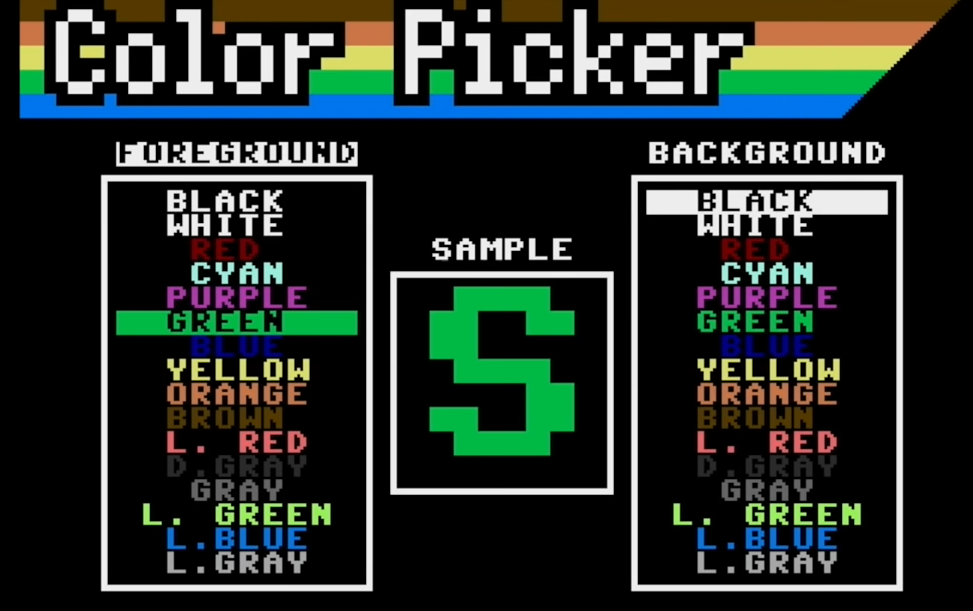 Color Picker
FOREGROUND
BLACK
WHITE
RED
CYAN
PURPLE
GREEN
BLUE
YELLOW
ORANGE
BROWN
L. RED
D.GRAY
GRAY
L. GREEN
L.BLUE
L.GRAY
SAMPLE
S
BACKGROUND
BLACK
WHITE
RED
CYAN
PURPLE
GREEN
BLUE
YELLOW
ORANGE
BROWN
L. RED
D.GRAY
GRAY
L. GREEN
L.BLUE
L.GRAY